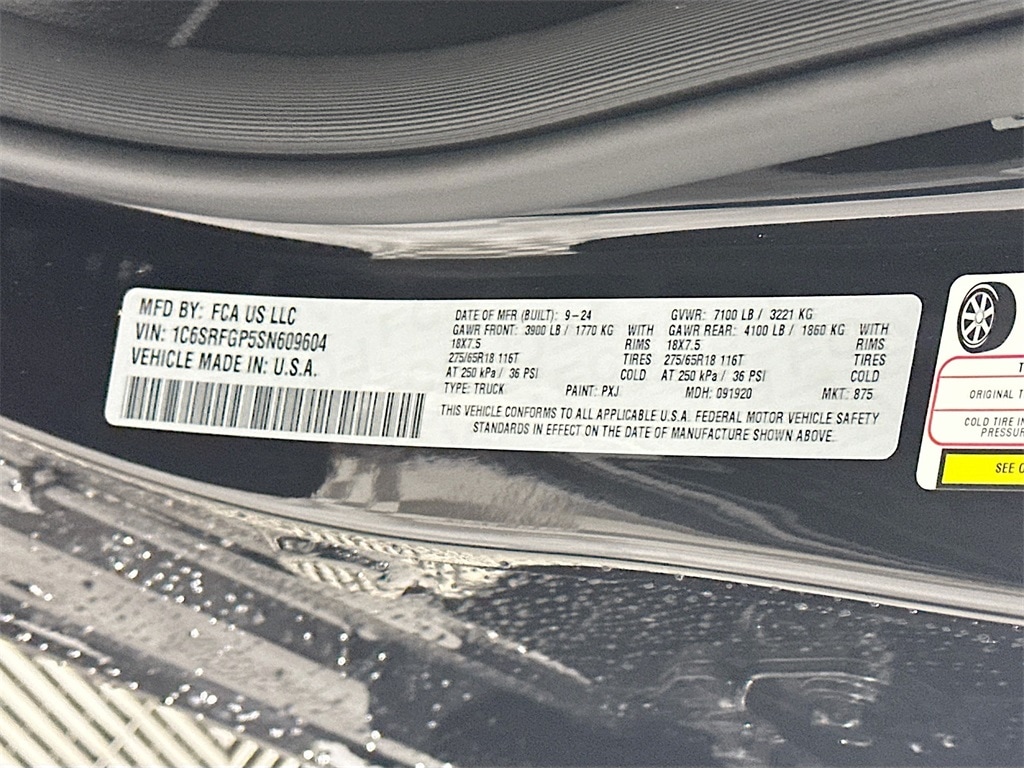 MFD BY: FCA US LLC
VIN: 1C6SRFGP5SN609604
VEHICLE MADE IN: U.S.A.
DATE OF MFR (BUILT): 9-24 GVWR: 7100 LB / 3221 KG
GAWR FRONT: 3900 LB / 1770 KG WITH GAWR REAR: 4100 LB / 1860 KG WITH
18X7.5 RIMS 18X7.5 RIMS
275/65R18 116T TIRES 275/65R18 116T TIRES
AT 250 kPa / 36 PSI COLD AT 250 kPa / 36 PSI COLD
TYPE: TRUCK PAINT: PXJ MDH: 091920 MKT: 875
THIS VEHICLE CONFORMS TO ALL APPLICABLE U.S.A. FEDERAL MOTOR VEHICLE SAFETY
STANDARDS IN EFFECT ON THE DATE OF MANUFACTURE SHOWN ABOVE.
T
ORIGINAL T
COLD TIRE IN
PRESSUR
SEE